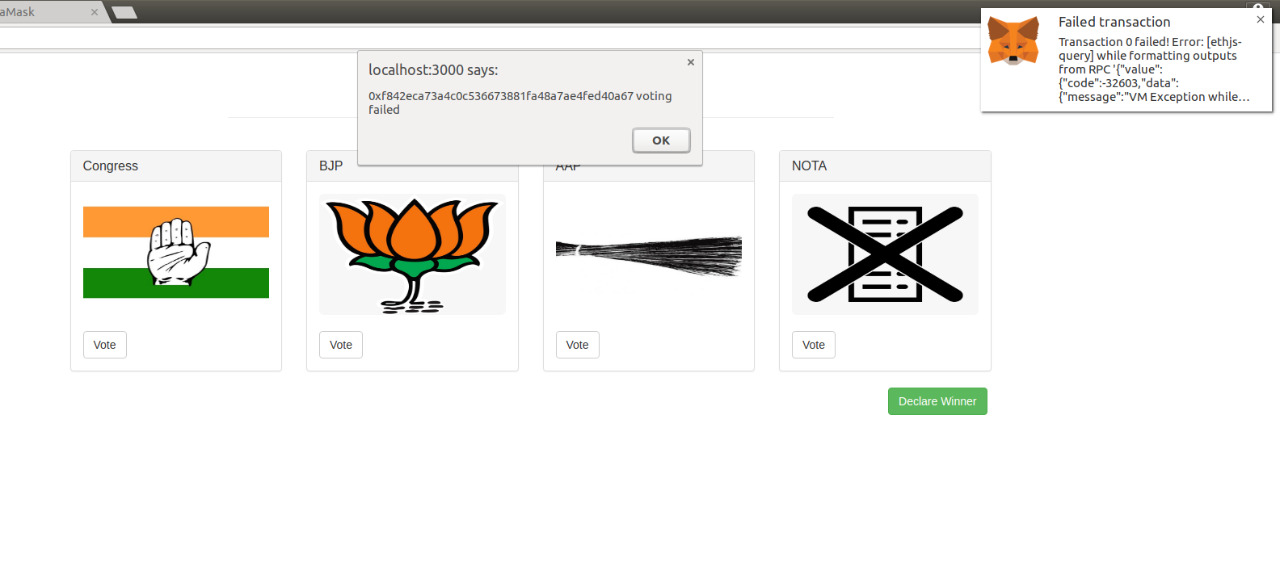 aMask
Failed transaction
Transaction 0 failed! Error: [ethjs-
query] while formatting outputs
from RPC '{"value":
{"code":-32603,"data":
{"message":"VM Exception while…
localhost:3000 says:
0xf842eca73a4c0c536673881fa48a7ae4fed40a67 voting
failed
OK
Congress
BJP
AAP
NOTA
Vote
Vote
Vote
Vote
Declare Winner